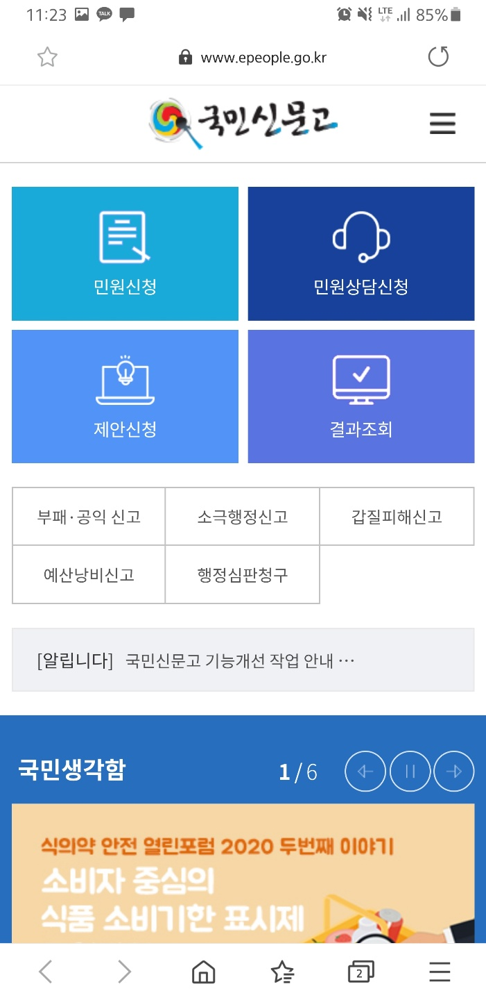 11:23 TALK LTE 85%
www.epeople.go.kr
국민신문고
민원신청 민원상담신청
제안신청 결과조회
부패·공익 신고 소극행정신고 갑질피해신고
예산낭비신고 행정심판청구
[알립니다] 국민신문고 기능개선 작업 안내 ···
국민생각함 1 / 6
식의약 안전 열린포럼 2020 두번째 이야기
소비자 중심의
식품 소비기한 표시제
2